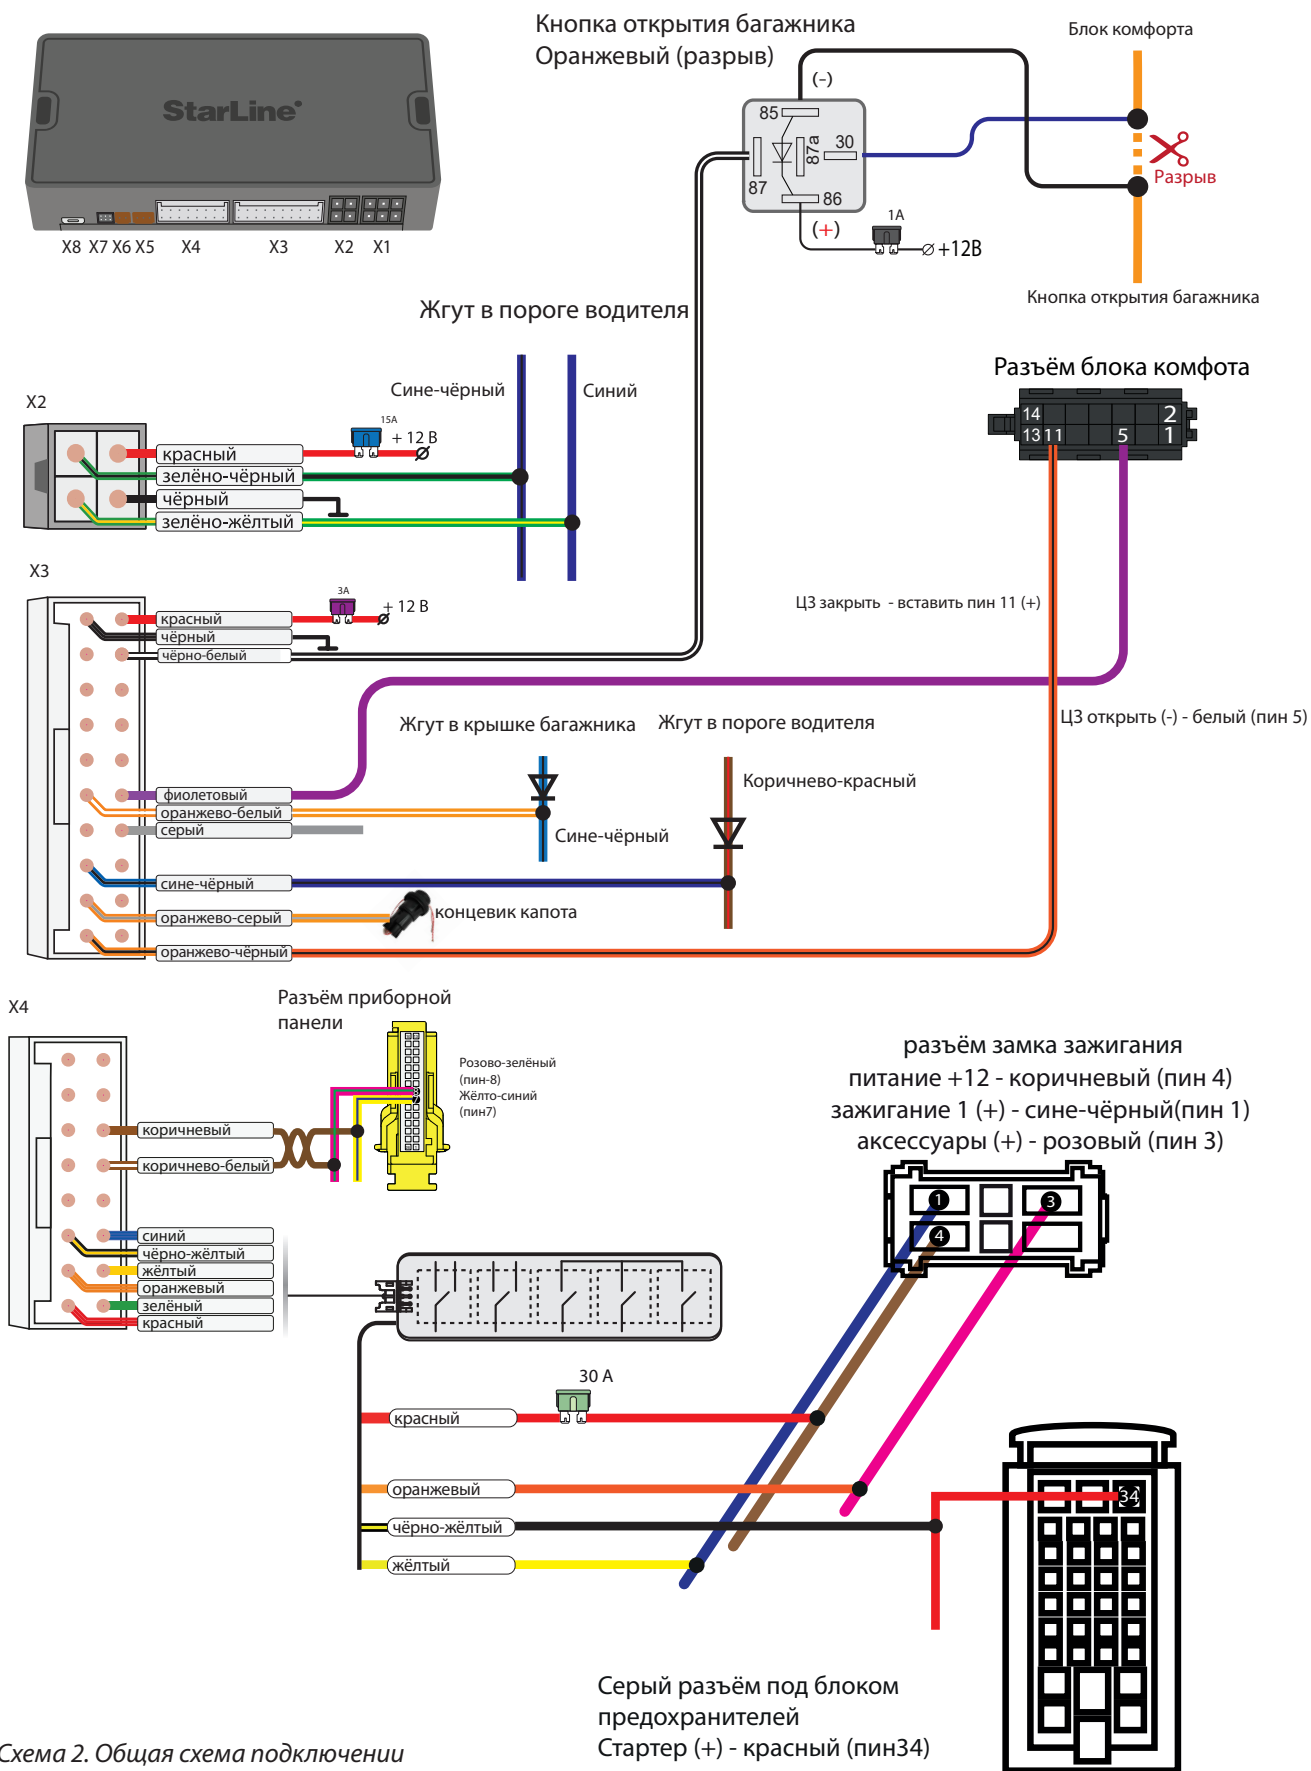 Кнопка открытия багажника
Оранжевый (разрыв)
Блок комфорта
StarLine
(-)
85
87a
30
87
86
Разрыв
(+)
1А
+12В
X8 X7 X6 X5 X4 X3 X2 X1
Кнопка открытия багажника
Жгут в пороге водителя
Сине-чёрный
Синий
Разъём блока комфота
14
2
13 11 5 1
X2
15А
+ 12 В
красный
зелёно-чёрный
чёрный
зелёно-жёлтый
X3
3А
+ 12 В
красный
чёрный
чёрно-белый
ЦЗ закрыть - вставить пин 11 (+)
ЦЗ открыть (-) - белый (пин 5)
Жгут в крышке багажника
Жгут в пороге водителя
Коричнево-красный
Сине-чёрный
фиолетовый
оранжево-белый
серый
сине-чёрный
оранжево-серый
концевик капота
оранжево-чёрный
X4
Разъём приборной
панели
Розово-зелёный
(пин-8)
Жёлто-синий
(пин7)
8
7
коричневый
коричнево-белый
синий
чёрно-жёлтый
жёлтый
оранжевый
зелёный
красный
разъём замка зажигания
питание +12 - коричневый (пин 4)
зажигание 1 (+) - сине-чёрный(пин 1)
аксессуары (+) - розовый (пин 3)
1
3
4
30 А
красный
оранжевый
чёрно-жёлтый
жёлтый
34
Серый разъём под блоком
предохранителей
Стартер (+) - красный (пин34)
Схема 2. Общая схема подключении